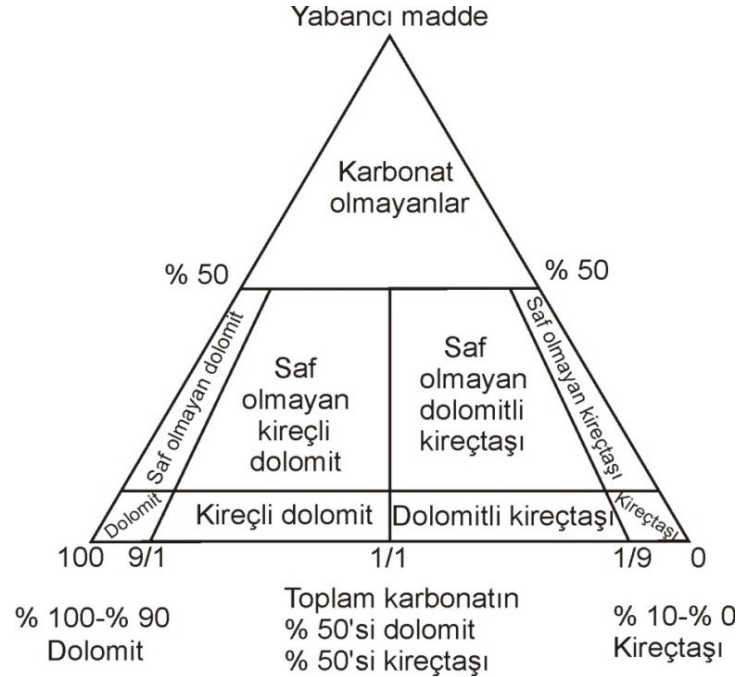 Yabancı madde
Karbonat
olmayanlar
% 50
% 50
Saf olmayan dolomit
Saf
olmayan
kireçli
dolomit
Saf
olmayan
dolomitli
kireçtaşı
Saf olmayan kireçtaşı
Dolomit
Kireçli dolomit
Dolomitli kireçtaşı
Kireçtaşı
100
9/1
1/1
1/9
0
% 100-% 90
Dolomit
Toplam karbonatın
% 50'si dolomit
% 50'si kireçtaşı
% 10-% 0
Kireçtaşı